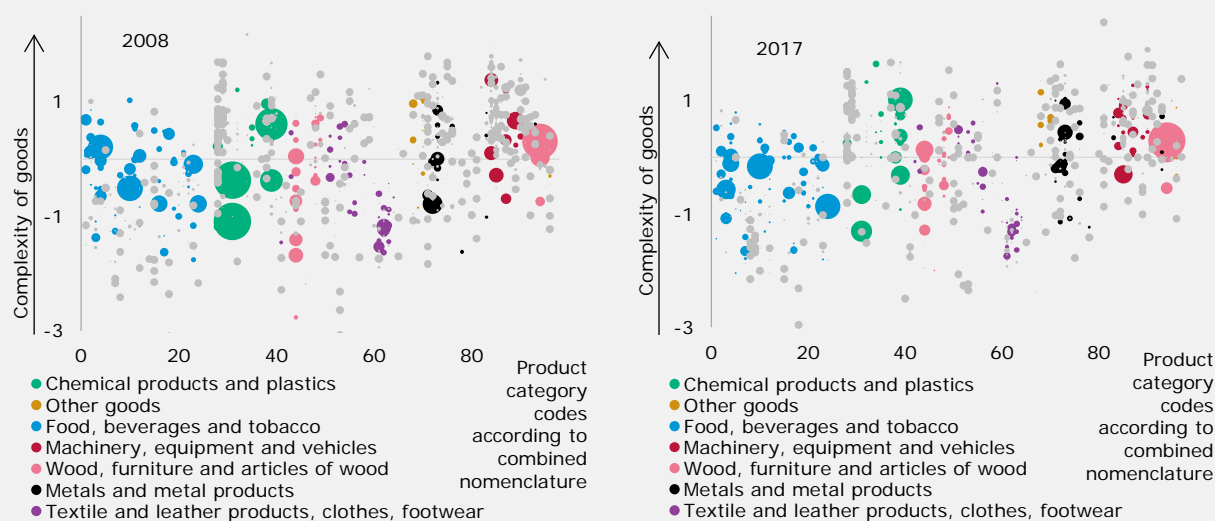 2008
Complexity of goods
1
-1
-3
0 20 40 60 80
Product
category
codes
according to
combined
nomenclature
Chemical products and plastics
Other goods
Food, beverages and tobacco
Machinery, equipment and vehicles
Wood, furniture and articles of wood
Metals and metal products
Textile and leather products, clothes, footwear
2017
Complexity of goods
1
-1
-3
0 20 40 60 80
Product
category
codes
according to
combined
nomenclature
Chemical products and plastics
Other goods
Food, beverages and tobacco
Machinery, equipment and vehicles
Wood, furniture and articles of wood
Metals and metal products
Textile and leather products, clothes, footwear